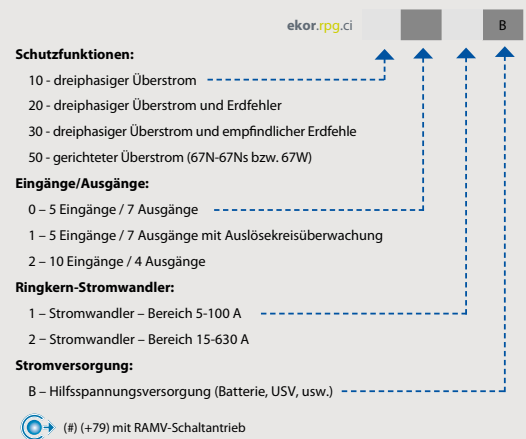 ekor.rpg.ci B
Schutzfunktionen:
10 - dreiphasiger Überstrom
20 - dreiphasiger Überstrom und Erdfehler
30 - dreiphasiger Überstrom und empfindlicher Erdfehle
50 - gerichteter Überstrom (67N-67Ns bzw. 67W)
Eingänge/Ausgänge:
0 – 5 Eingänge / 7 Ausgänge
1 – 5 Eingänge / 7 Ausgänge mit Auslösekreisüberwachung
2 – 10 Eingänge / 4 Ausgänge
Ringkern-Stromwandler:
1 – Stromwandler – Bereich 5-100 A
2 – Stromwandler – Bereich 15-630 A
Stromversorgung:
B – Hilfsspannungsversorgung (Batterie, USV, usw.)
(#) (+79) mit RAMV-Schaltantrieb